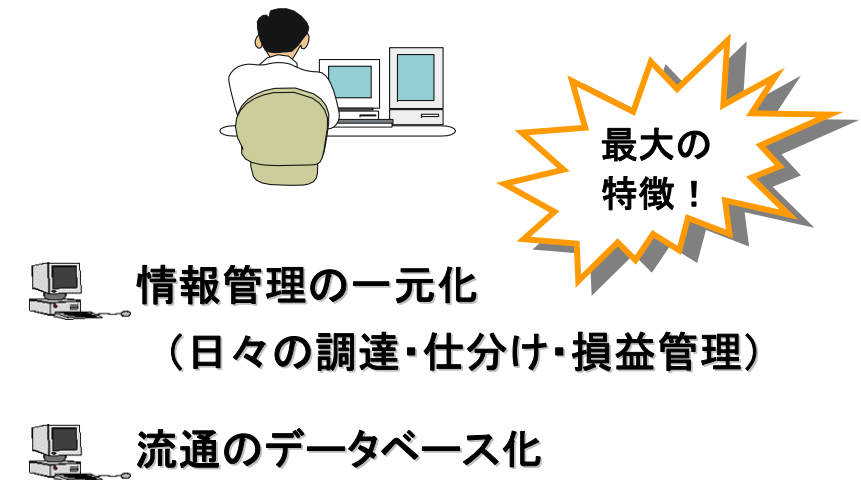 最大の
特徴！
情報管理の一元化
（日々の調達・仕分け・損益管理）
流通のデータベース化